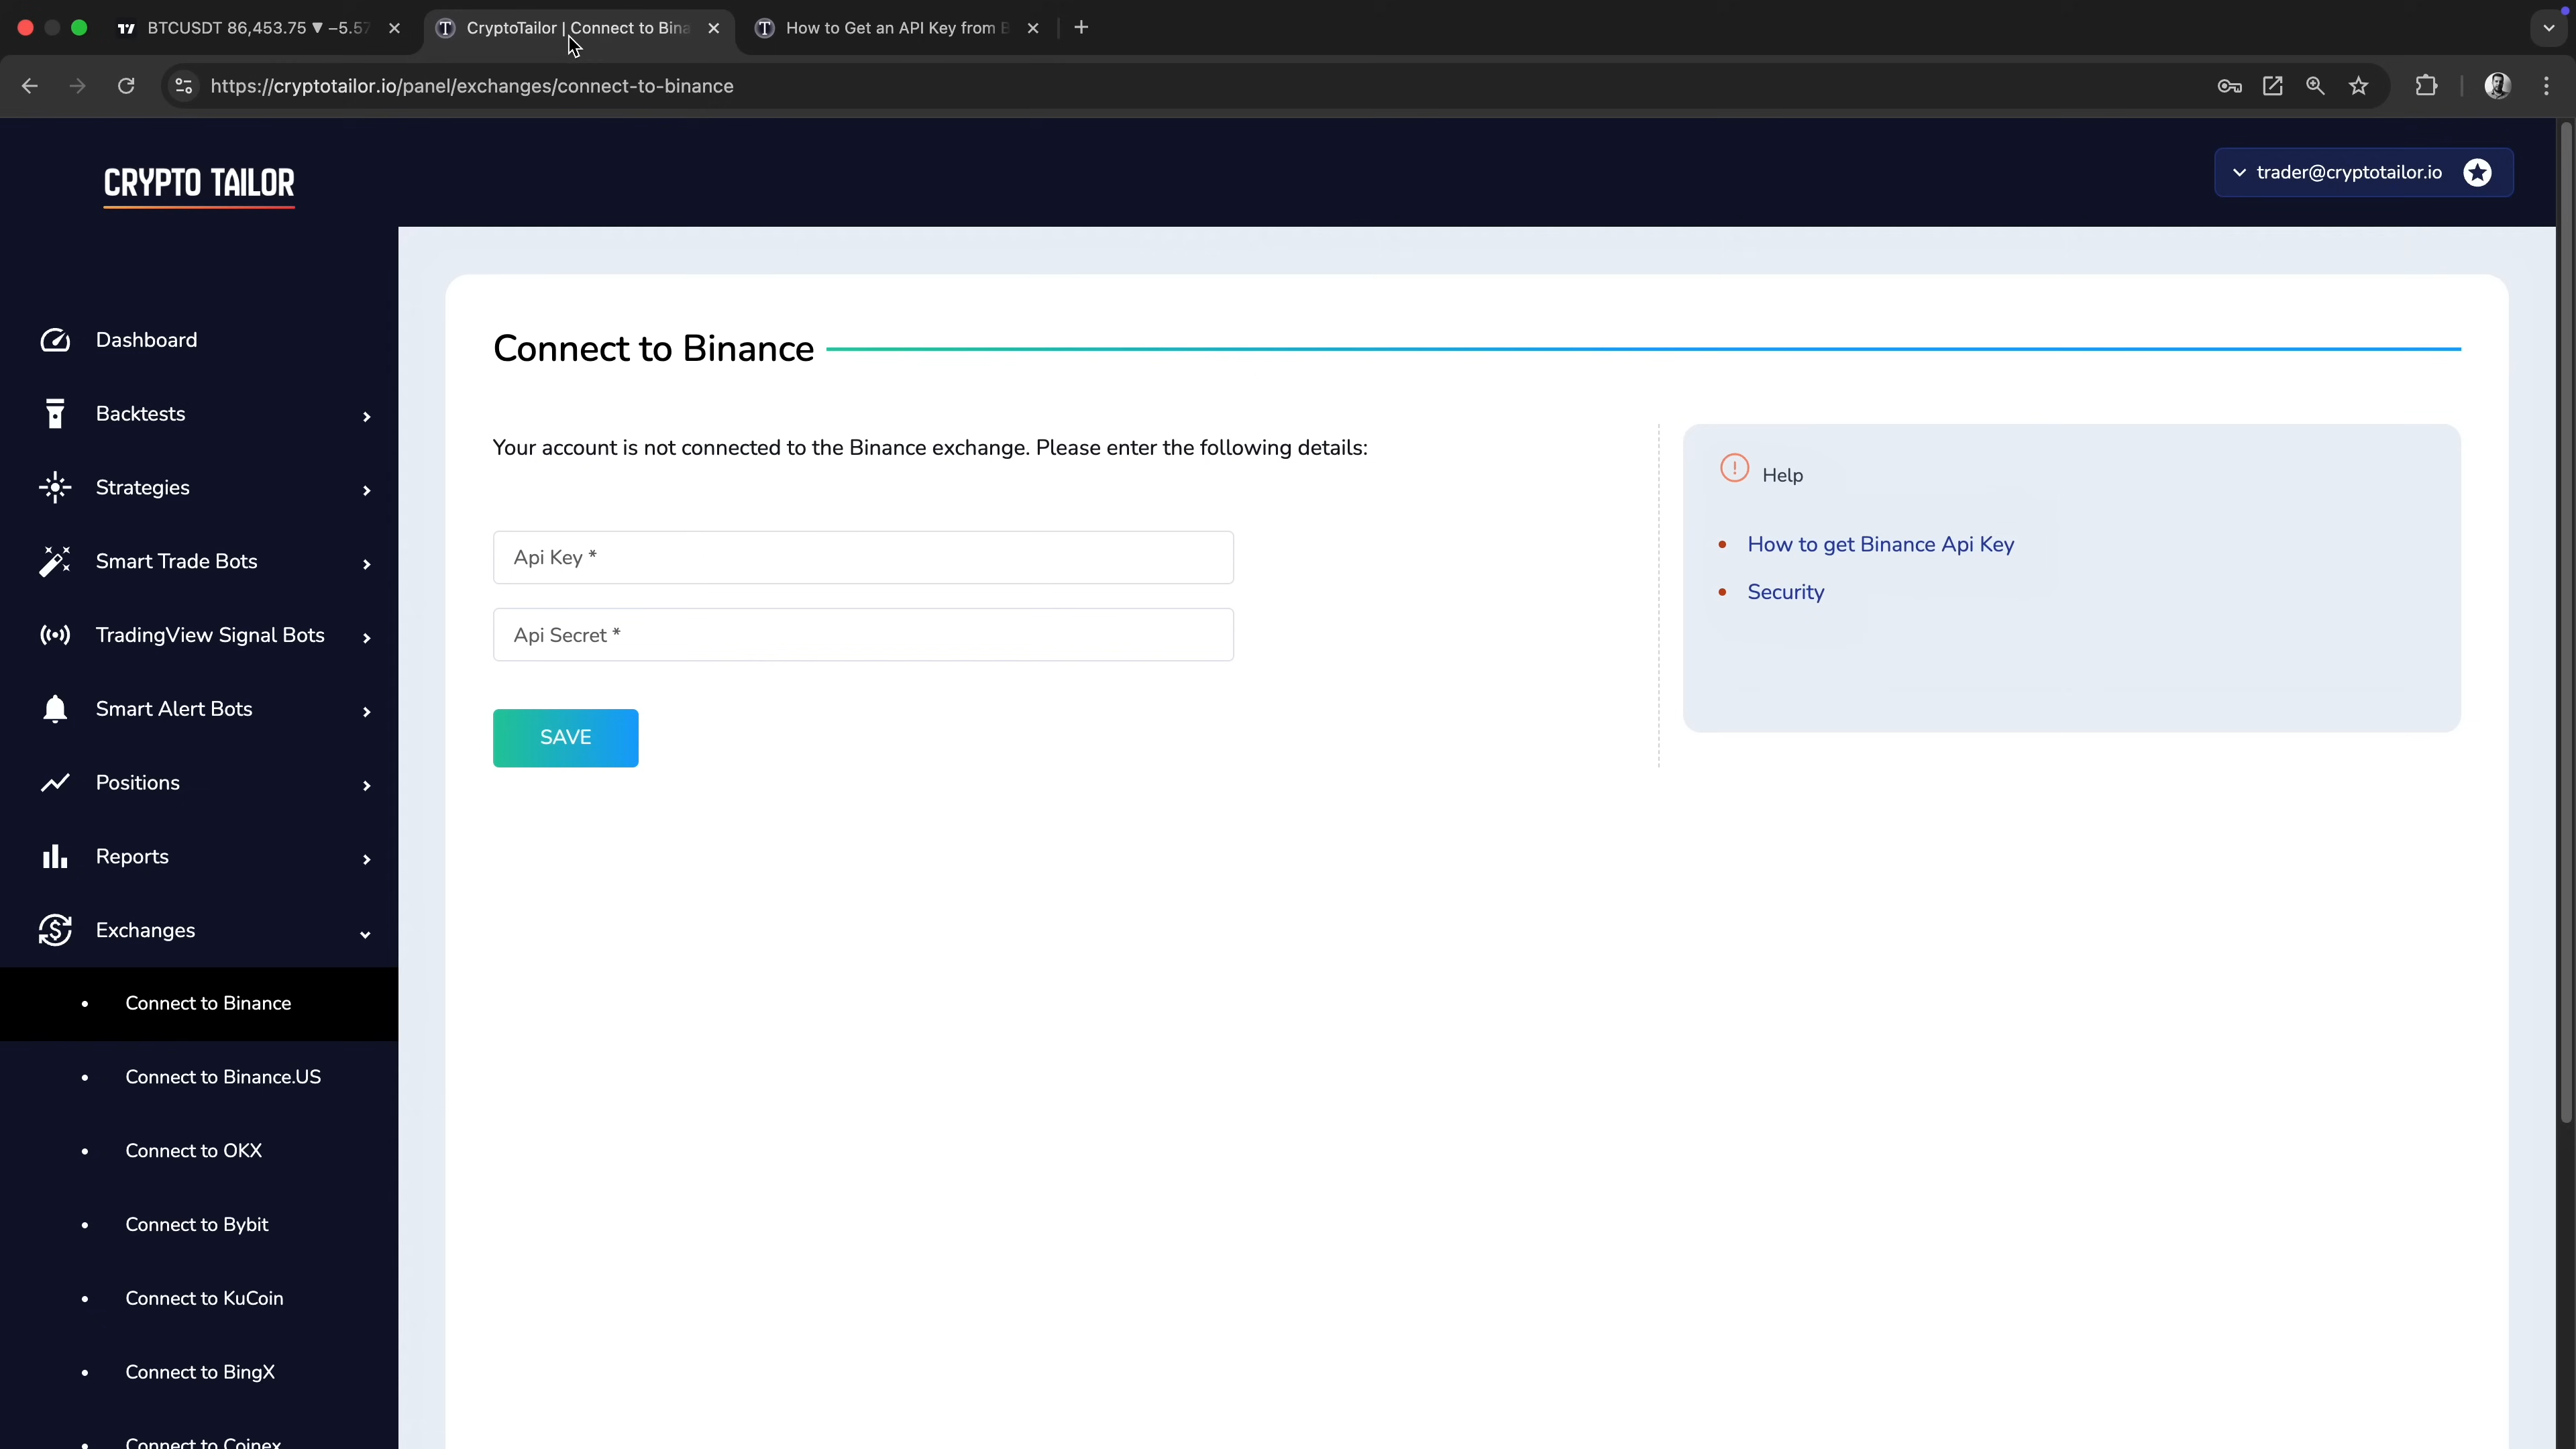 BTCUSDT 86,453.75 ▼ −5.57
CryptoTailor | Connect to Bina
How to Get an API Key from B
https://cryptotailor.io/panel/exchanges/connect-to-binance
CRYPTO TAILOR
trader@cryptotailor.io
Dashboard
Backtests
Strategies
Smart Trade Bots
TradingView Signal Bots
Smart Alert Bots
Positions
Reports
Exchanges
Connect to Binance
Connect to Binance.US
Connect to OKX
Connect to Bybit
Connect to KuCoin
Connect to BingX
Connect to Coinex
Connect to Binance
Your account is not connected to the Binance exchange. Please enter the following details:
Api Key *
Api Secret *
SAVE
Help
How to get Binance Api Key
Security